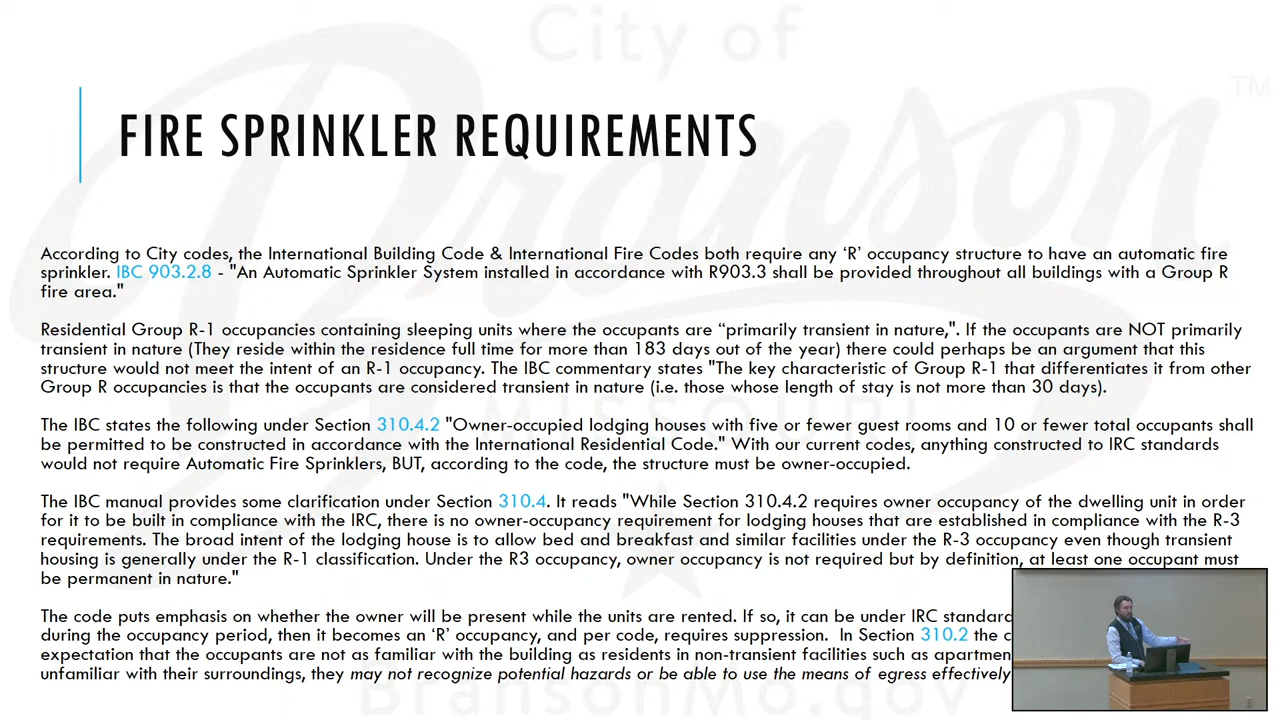 City of
Branson
TM
FIRE SPRINKLER REQUIREMENTS
According to City codes, the International Building Code & International Fire Codes both require any ‘R’ occupancy structure to have an automatic fire
sprinkler. IBC 903.2.8 - "An Automatic Sprinkler System installed in accordance with R903.3 shall be provided throughout all buildings with a Group R
fire area."
Residential Group R-1 occupancies containing sleeping units where the occupants are “primarily transient in nature,". If the occupants are NOT primarily
transient in nature (They reside within the residence full time for more than 183 days out of the year) there could perhaps be an argument that this
structure would not meet the intent of an R-1 occupancy. The IBC commentary states "The key characteristic of Group R-1 that differentiates it from other
Group R occupancies is that the occupants are considered transient in nature (i.e. those whose length of stay is not more than 30 days).
MISSOURI
The IBC states the following under Section 310.4.2 "Owner-occupied lodging houses with five or fewer guest rooms and 10 or fewer total occupants shall
be permitted to be constructed in accordance with the International Residential Code." With our current codes, anything constructed to IRC standards
would not require Automatic Fire Sprinklers, BUT, according to the code, the structure must be owner-occupied.
The IBC manual provides some clarification under Section 310.4. It reads "While Section 310.4.2 requires owner occupancy of the dwelling unit in order
for it to be built in compliance with the IRC, there is no owner-occupancy requirement for lodging houses that are established in compliance with the R-3
requirements. The broad intent of the lodging house is to allow bed and breakfast and similar facilities under the R-3 occupancy even though transient
housing is generally under the R-1 classification. Under the R3 occupancy, owner occupancy is not required but by definition, at least one occupant must
be permanent in nature."
The code puts emphasis on whether the owner will be present while the units are rented. If so, it can be under IRC standard
during the occupancy period, then it becomes an ‘R’ occupancy, and per code, requires suppression. In Section 310.2 the c
expectation that the occupants are not as familiar with the building as residents in non-transient facilities such as apartmen
unfamiliar with their surroundings, they may not recognize potential hazards or be able to use the means of egress effectively
BransonMo.gov